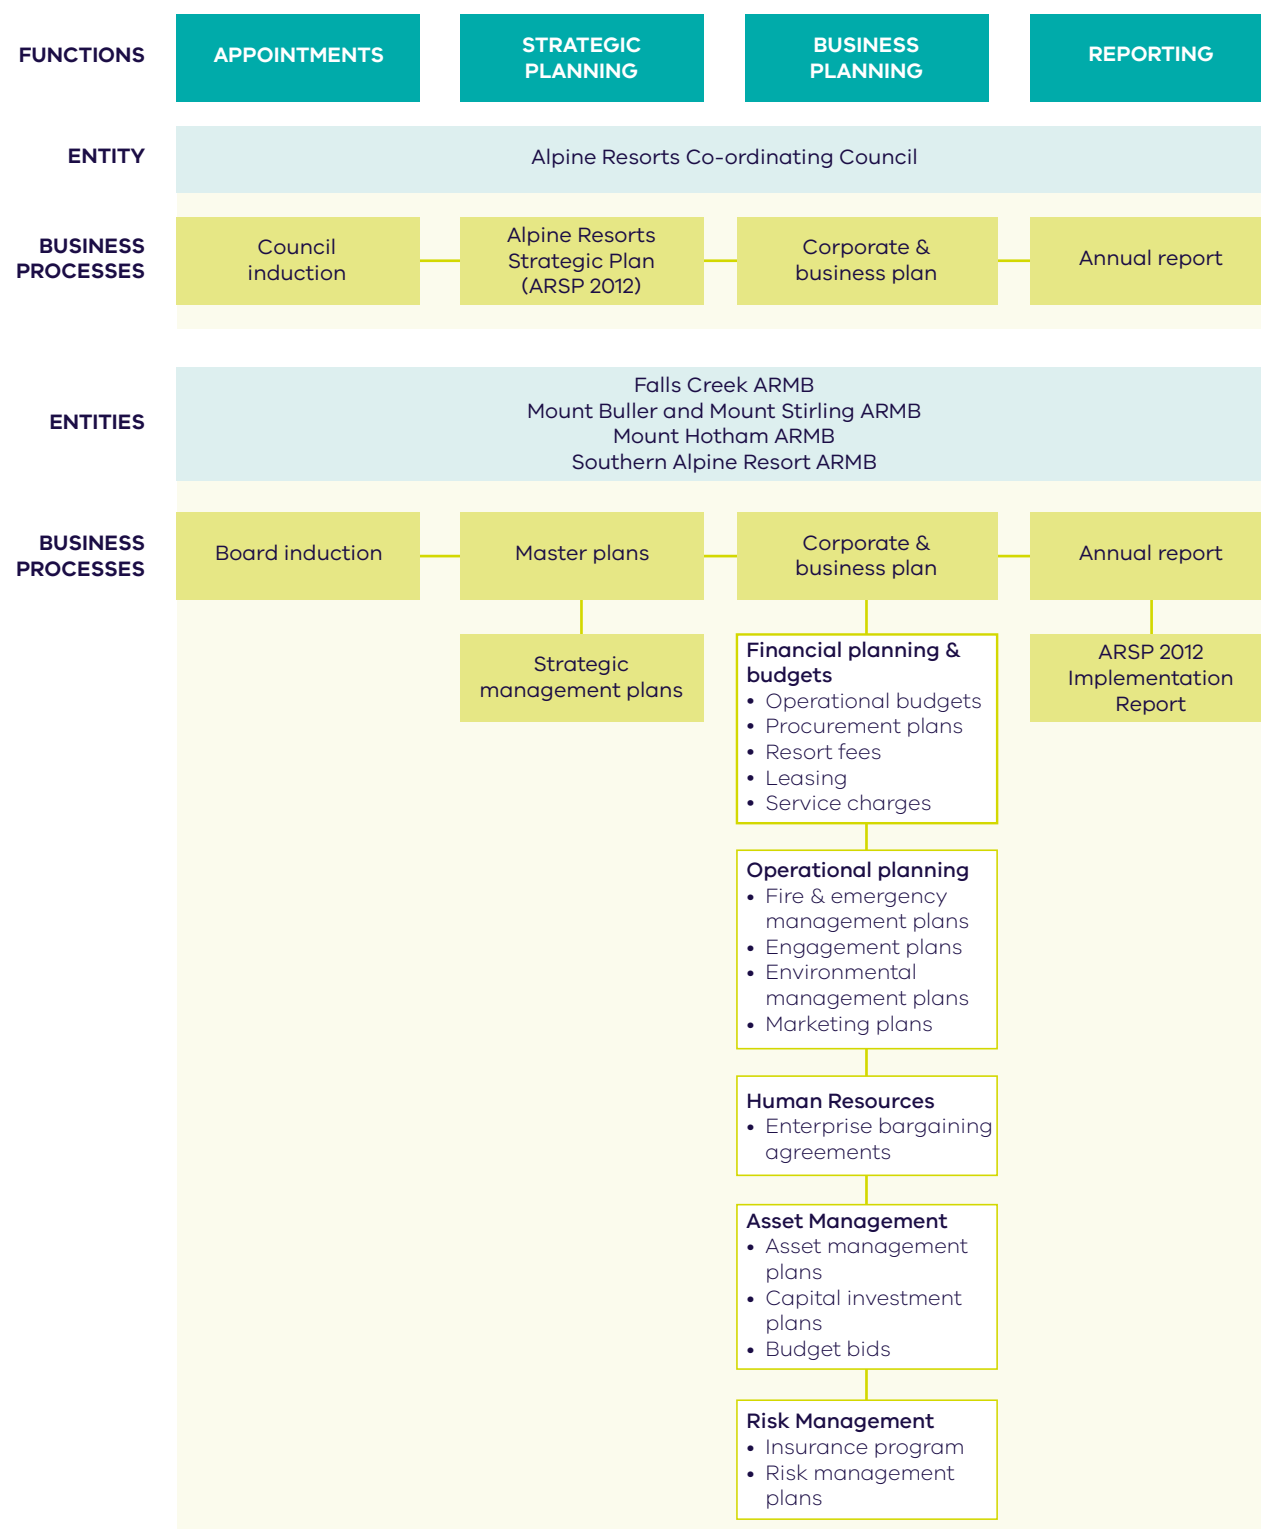 FUNCTIONS
APPOINTMENTS
STRATEGIC
PLANNING
BUSINESS
PLANNING
REPORTING
ENTITY
Alpine Resorts Co-ordinating Council
BUSINESS
PROCESSES
Council
induction
Alpine Resorts
Strategic Plan
(ARSP 2012)
Corporate &
business plan
Annual report
ENTITIES
Falls Creek ARMB
Mount Buller and Mount Stirling ARMB
Mount Hotham ARMB
Southern Alpine Resort ARMB
BUSINESS
PROCESSES
Board induction
Master plans
Corporate &
business plan
Annual report
Strategic
management plans
Financial planning &
budgets
• Operational budgets
• Procurement plans
• Resort fees
• Leasing
• Service charges
ARSP 2012
Implementation
Report
Operational planning
• Fire & emergency
management plans
• Engagement plans
• Environmental
management plans
• Marketing plans
Human Resources
• Enterprise bargaining
agreements
Asset Management
• Asset management
plans
• Capital investment
plans
• Budget bids
Risk Management
• Insurance program
• Risk management
plans